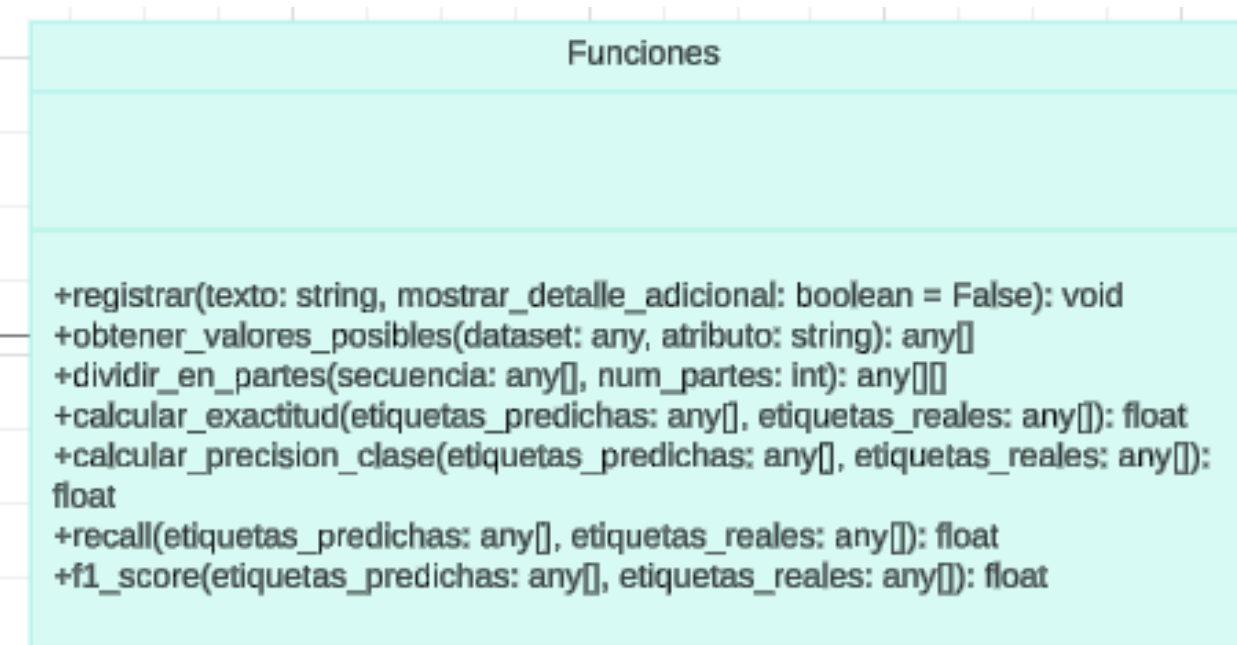 Funciones
+registrar(texto: string, mostrar_detalle_adicional: boolean = False): void
+obtener_valores_posibles(dataset: any, atributo: string): any[]
+dividir_en_partes(secuencia: any[], num_partes: int): any[][]
+calcular_exactitud(etiquetas_predichas: any[], etiquetas_reales: any[]): float
+calcular_precision_clase(etiquetas_predichas: any[], etiquetas_reales: any[]):
float
+recall(etiquetas_predichas: any[], etiquetas_reales: any[]): float
+f1_score(etiquetas_predichas: any[], etiquetas_reales: any[]): float